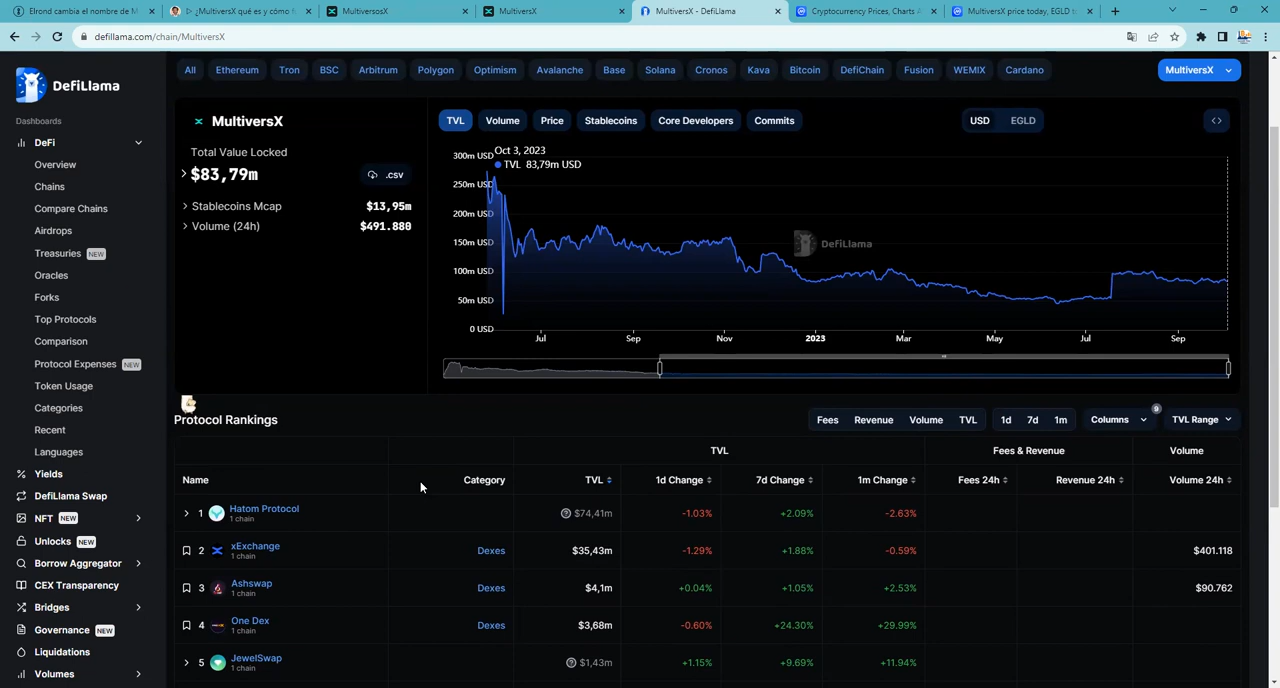 Elrond cambia el nombre de M
▷ ¿MultiversX qué es y cómo f
MultiversosX
MultiversX
MultiversX - DefiLlama
Cryptocurrency Prices, Charts A
MultiversX price today, EGLD to
defillama.com/chain/MultiversX
DefiLlama
Dashboards
DeFi
Overview
Chains
Compare Chains
Airdrops
Treasuries NEW
Oracles
Forks
Top Protocols
Comparison
Protocol Expenses NEW
Token Usage
Categories
Recent
Languages
Yields
DefiLlama Swap
NFT NEW
Unlocks NEW
Borrow Aggregator
CEX Transparency
Bridges
Governance NEW
Liquidations
Volumes
All Ethereum Tron BSC Arbitrum Polygon Optimism Avalanche Base Solana Cronos Kava Bitcoin DefiChain Fusion WEMIX Cardano
MultiversX
MultiversX
Total Value Locked
$83,79m
.csv
Stablecoins Mcap $13,95m
Volume (24h) $491.880
TVL Volume Price Stablecoins Core Developers Commits
USD EGLD
Oct 3, 2023
TVL 83,79m USD
300m USD
250m USD
200m USD
150m USD
100m USD
50m USD
0 USD
DefiLlama
Jul Sep Nov 2023 Mar May Jul Sep
Protocol Rankings
Fees Revenue Volume TVL
1d 7d 1m
Columns
9
TVL Range
TVL Fees & Revenue Volume
Name Category TVL 1d Change 7d Change 1m Change Fees 24h Revenue 24h Volume 24h
1 Hatom Protocol $74,41m -1.03% +2.09% -2.63%
1 chain
2 xExchange Dexes $35,43m -1.29% +1.88% -0.59% $401.118
1 chain
3 Ashswap Dexes $4,1m +0.04% +1.05% +2.53% $90.762
1 chain
4 One Dex Dexes $3,68m -0.60% +24.30% +29.99%
1 chain
5 JewelSwap $1,43m +1.15% +9.69% +11.94%
1 chain